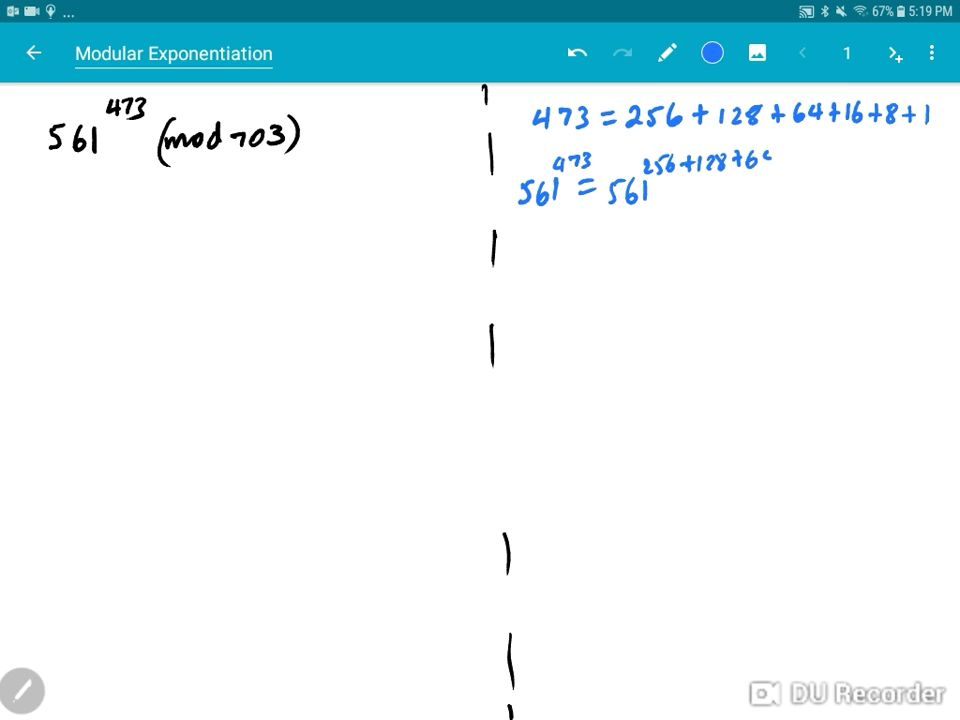 ... 67% 5:19 PM
Modular Exponentiation 1
561^473 (mod 703)
473 = 256 + 128 + 64 + 16 + 8 + 1
561^473 = 561^256+128+6
DU Recorder